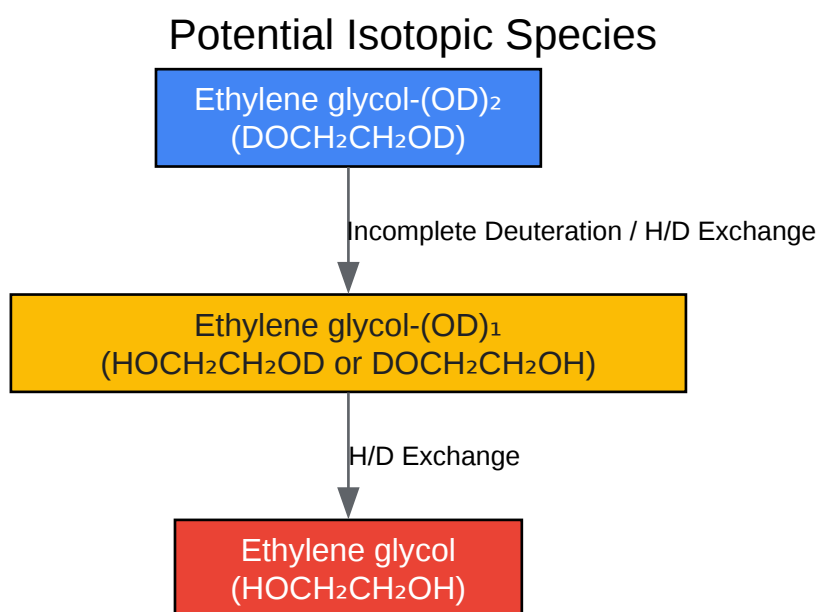 Potential Isotopic Species
Ethylene glycol-(OD)₂
(DOCH₂CH₂OD)
Incomplete Deuteration / H/D Exchange
Ethylene glycol-(OD)₁
(HOCH₂CH₂OD or DOCH₂CH₂OH)
H/D Exchange
Ethylene glycol
(HOCH₂CH₂OH)